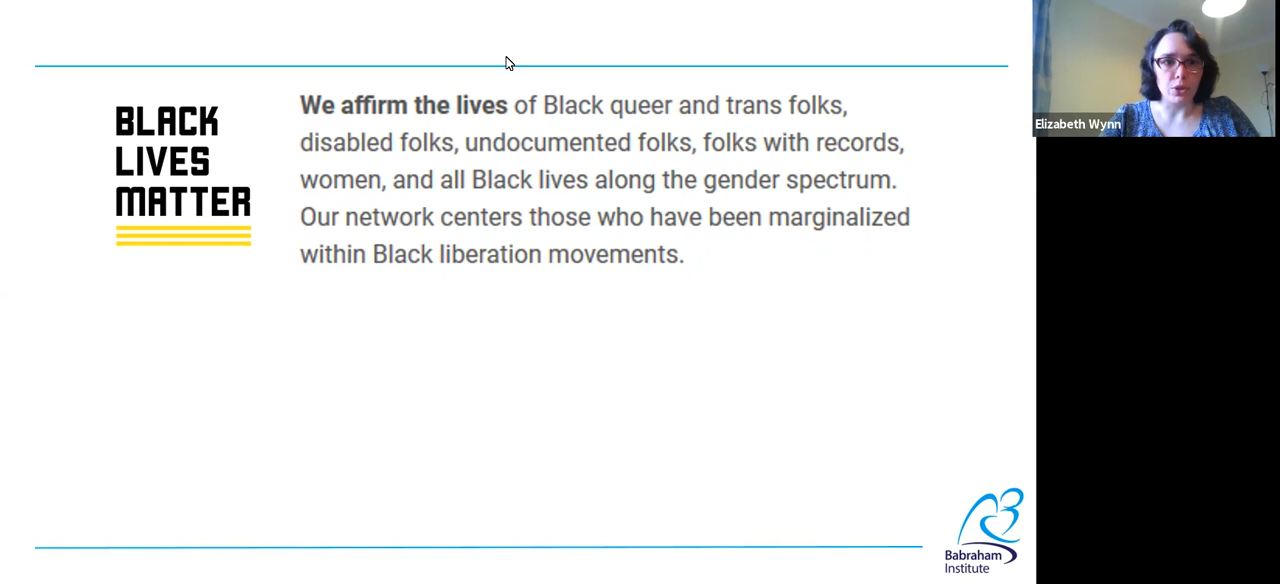 BLACK
LIVES
MATTER
We affirm the lives of Black queer and trans folks,
disabled folks, undocumented folks, folks with records,
women, and all Black lives along the gender spectrum.
Our network centers those who have been marginalized
within Black liberation movements.
Elizabeth Wynn
Babraham
Institute